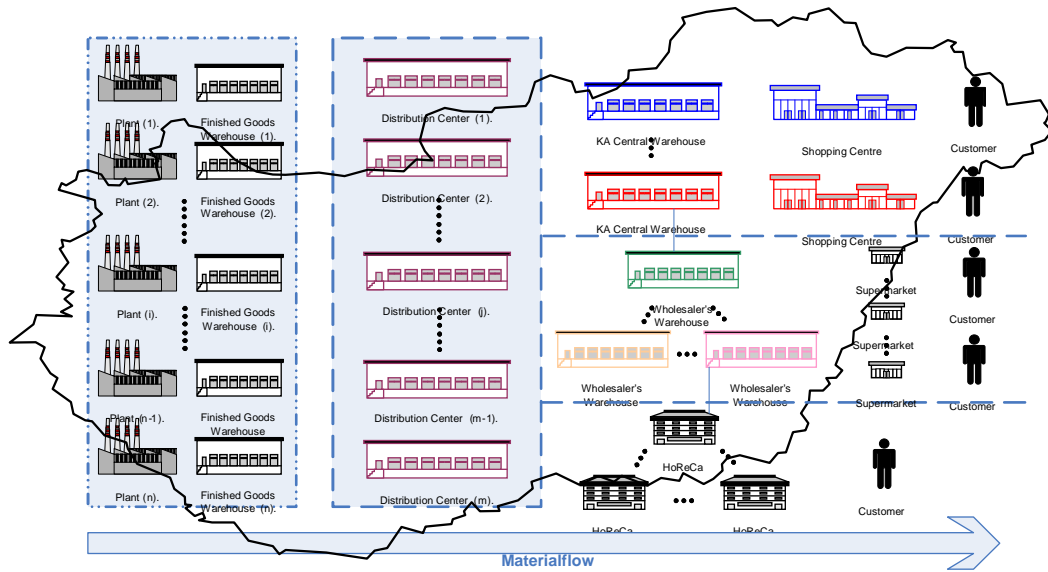 Plant (1).
Finished Goods
Warehouse (1).
Distribution Center (1).
KA Central Warehouse
Shopping Centre
Customer
Plant (2).
Finished Goods
Warehouse (2).
Distribution Center (2).
KA Central Warehouse
Shopping Centre
Customer
Plant (i).
Finished Goods
Warehouse (i).
Distribution Center (j).
Wholesaler's
Warehouse
Supermarket
Customer
Supermarket
Plant (n-1).
Finished Goods
Warehouse
Distribution Center (m-1).
Wholesaler's
Warehouse
Wholesaler's
Warehouse
Supermarket
Customer
Plant (n).
Finished Goods
Warehouse (n).
Distribution Center (m).
HoReCa
HoReCa
HoReCa
Customer
Materialflow